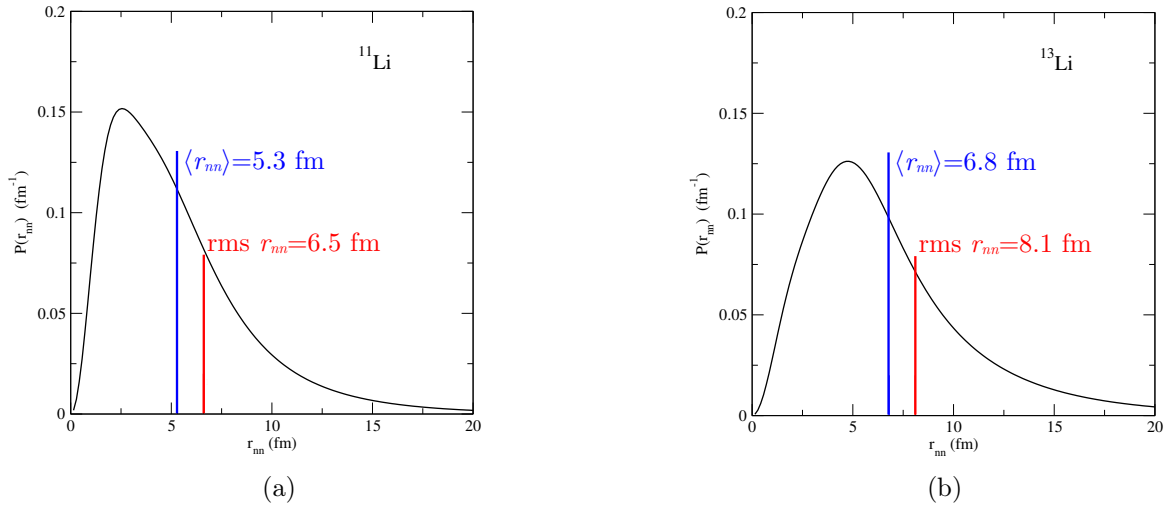 0.2
0.15
0.1
0.05
0
P(r_nn) (fm^-1)
^11Li
⟨r_nn⟩=5.3 fm
rms r_nn=6.5 fm
0 5 10 15 20
r_nn (fm)
(a)
0.2
0.15
0.1
0.05
0
P(r_nn) (fm^-1)
^13Li
⟨r_nn⟩=6.8 fm
rms r_nn=8.1 fm
0 5 10 15 20
r_nn (fm)
(b)